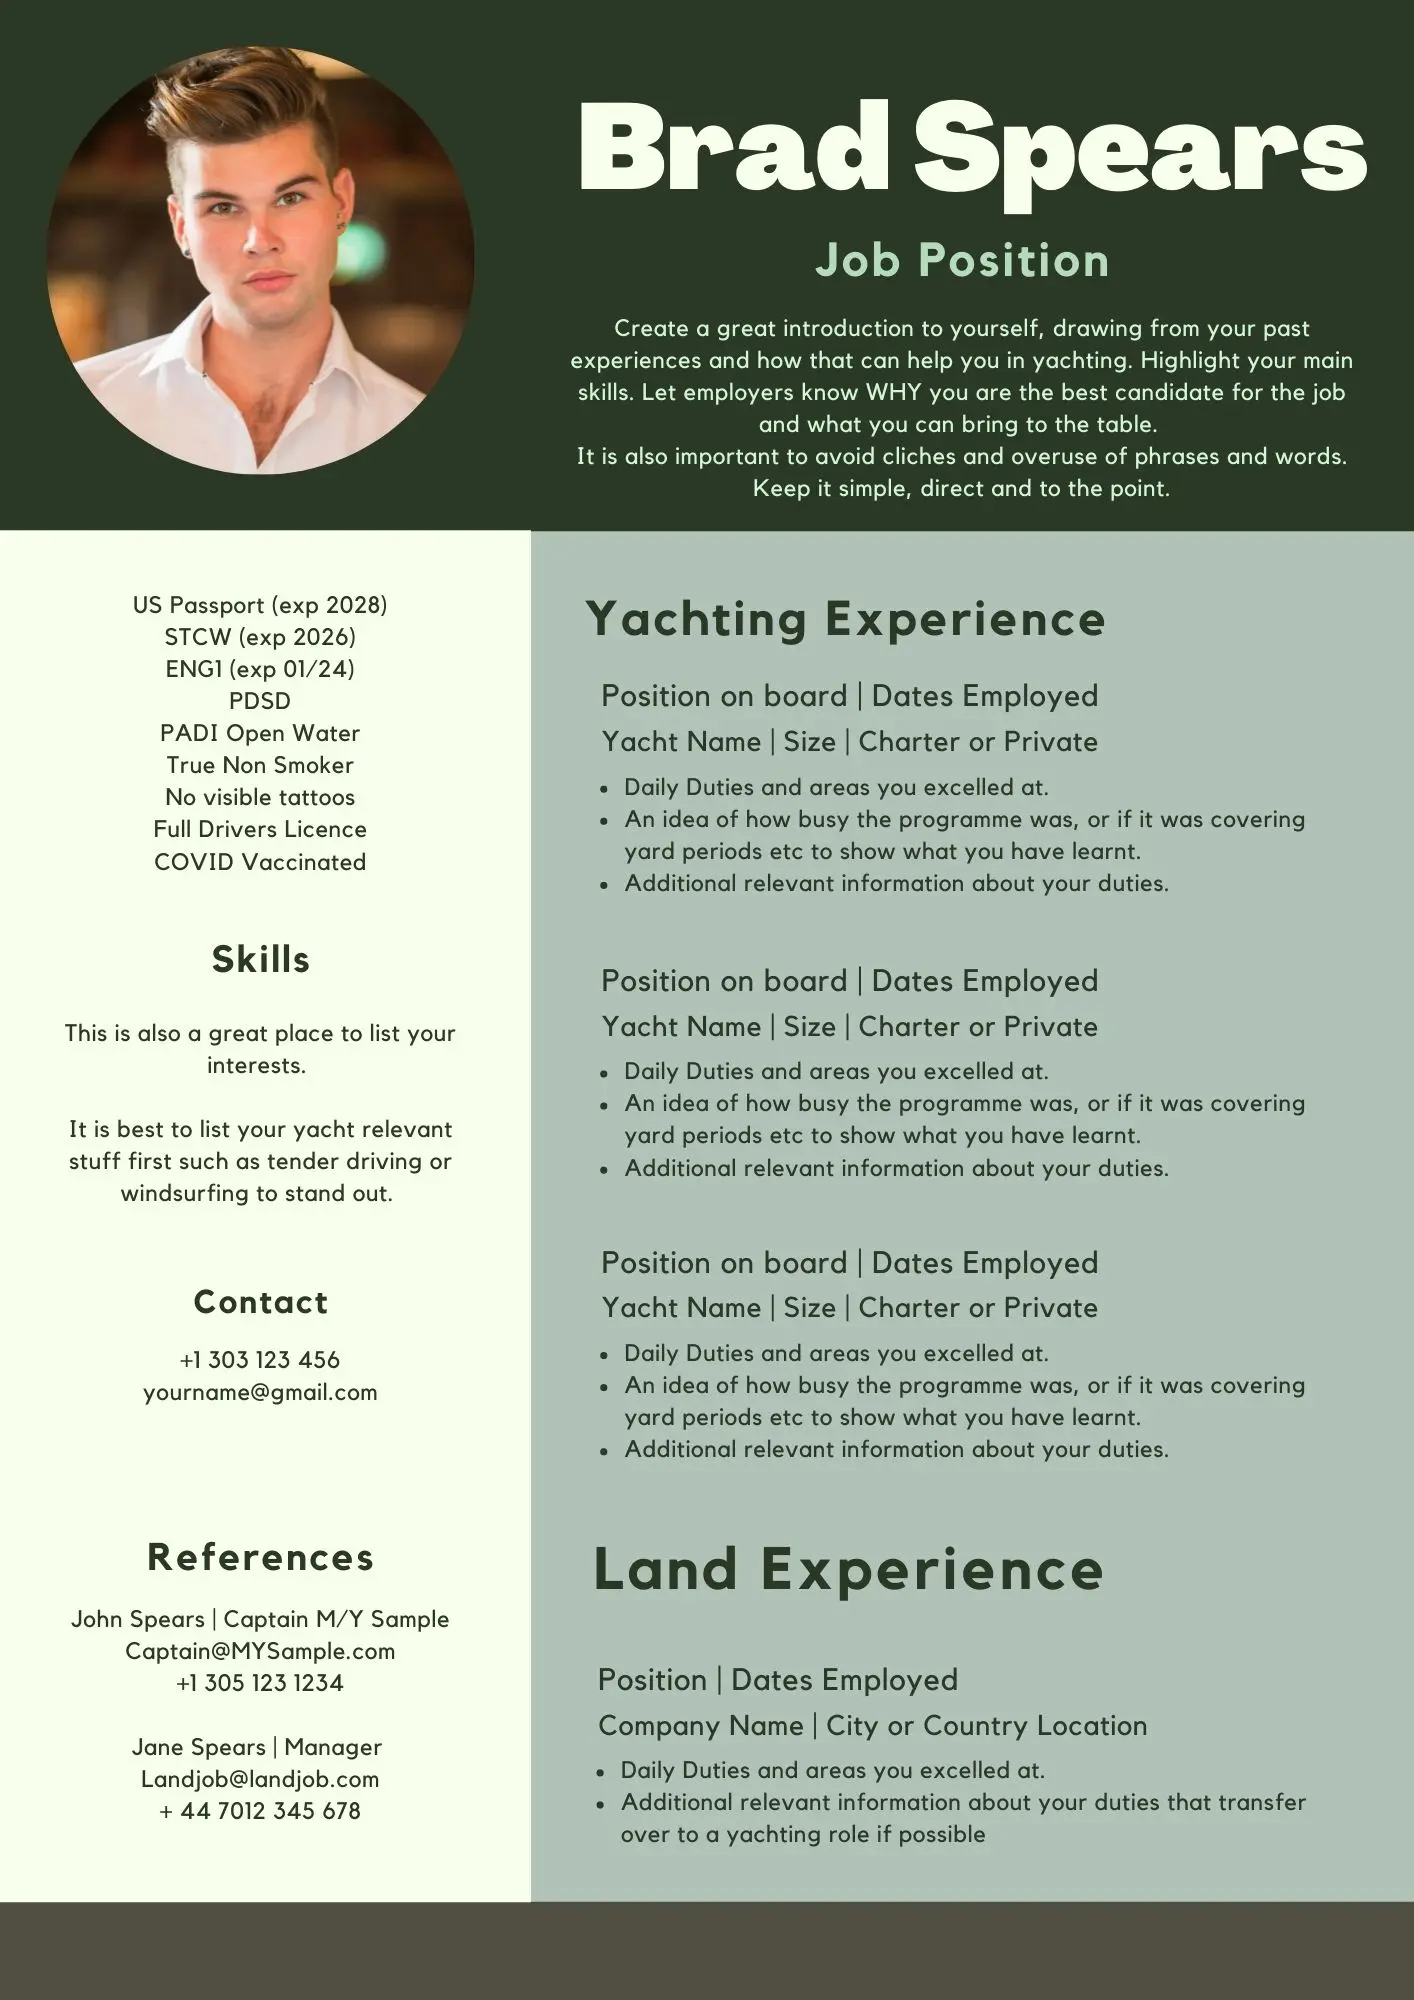 Brad Spears
Job Position
Create a great introduction to yourself, drawing from your past
experiences and how that can help you in yachting. Highlight your main
skills. Let employers know WHY you are the best candidate for the job
and what you can bring to the table.
It is also important to avoid cliches and overuse of phrases and words.
Keep it simple, direct and to the point.
US Passport (exp 2028)
STCW (exp 2026)
ENG1 (exp 01/24)
PDSD
PADI Open Water
True Non Smoker
No visible tattoos
Full Drivers Licence
COVID Vaccinated
Skills
This is also a great place to list your
interests.
It is best to list your yacht relevant
stuff first such as tender driving or
windsurfing to stand out.
Contact
+1 303 123 456
yourname@gmail.com
References
John Spears | Captain M/Y Sample
Captain@MYSample.com
+1 305 123 1234
Jane Spears | Manager
Landjob@landjob.com
+ 44 7012 345 678
Yachting Experience
Position on board | Dates Employed
Yacht Name | Size | Charter or Private
• Daily Duties and areas you excelled at.
• An idea of how busy the programme was, or if it was covering
yard periods etc to show what you have learnt.
• Additional relevant information about your duties.
Position on board | Dates Employed
Yacht Name | Size | Charter or Private
• Daily Duties and areas you excelled at.
• An idea of how busy the programme was, or if it was covering
yard periods etc to show what you have learnt.
• Additional relevant information about your duties.
Position on board | Dates Employed
Yacht Name | Size | Charter or Private
• Daily Duties and areas you excelled at.
• An idea of how busy the programme was, or if it was covering
yard periods etc to show what you have learnt.
• Additional relevant information about your duties.
Land Experience
Position | Dates Employed
Company Name | City or Country Location
• Daily Duties and areas you excelled at.
• Additional relevant information about your duties that transfer
over to a yachting role if possible